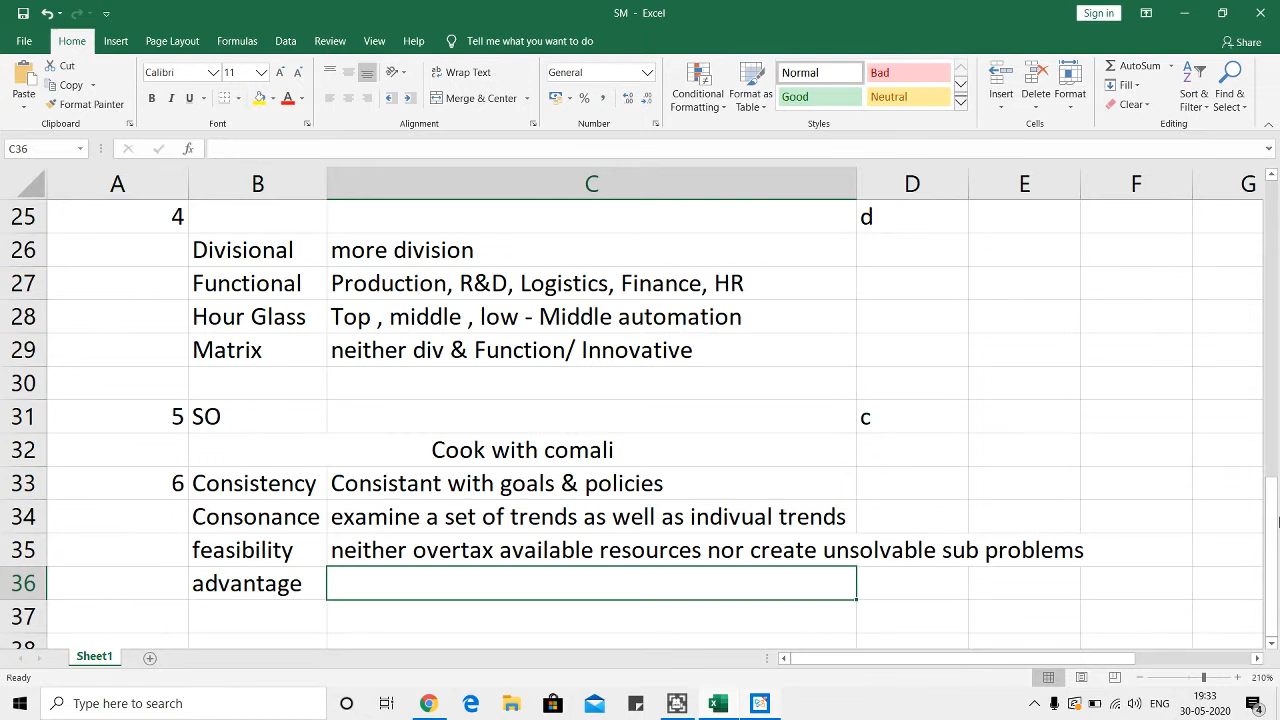 SM - Excel
Sign in
File Home Insert Page Layout Formulas Data Review View Help Tell me what you want to do Share
Paste Cut Copy Format Painter Clipboard
Calibri 11 B I U Font
Wrap Text Merge & Center Alignment
General % Number
Conditional Formatting Format as Table Normal Bad Good Neutral Styles
Insert Delete Format Cells
AutoSum Fill Clear Sort & Filter Find & Select Editing
C36 fx
A B C D E F G
25 4 d
26 Divisional more division
27 Functional Production, R&D, Logistics, Finance, HR
28 Hour Glass Top , middle , low - Middle automation
29 Matrix neither div & Function/ Innovative
30
31 5 SO c
32 Cook with comali
33 6 Consistency Consistant with goals & policies
34 Consonance examine a set of trends as well as indivual trends
35 feasibility neither overtax available resources nor create unsolvable sub problems
36 advantage
37
38
Sheet1
Ready 210%
Type here to search
ENG 19:33
30-05-2020 4